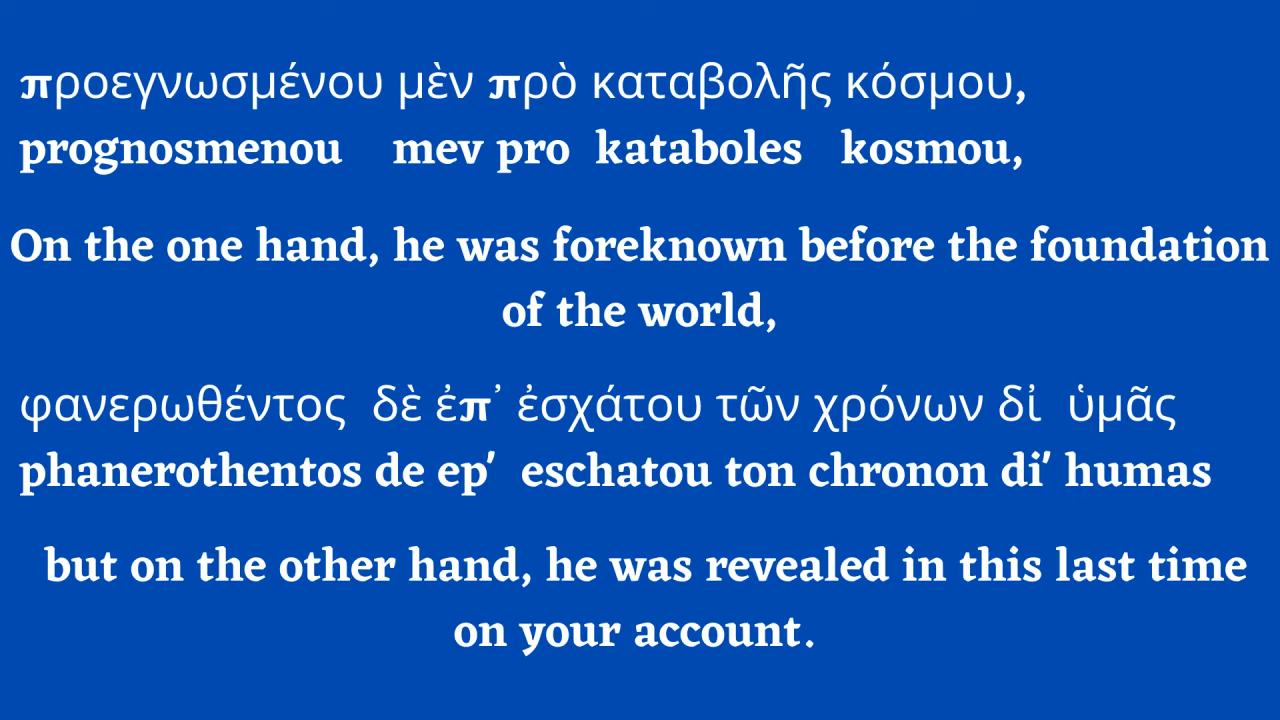 προεγνωσμένου μὲν πρὸ καταβολῆς κόσμου,
prognosmenou mev pro kataboles kosmou,
On the one hand, he was foreknown before the foundation
of the world,
φανερωθέντος δὲ ἐπ᾽ ἐσχάτου τῶν χρόνων δἰ ὑμᾶς
phanerothentos de ep' eschatou ton chronon di' humas
but on the other hand, he was revealed in this last time
on your account.